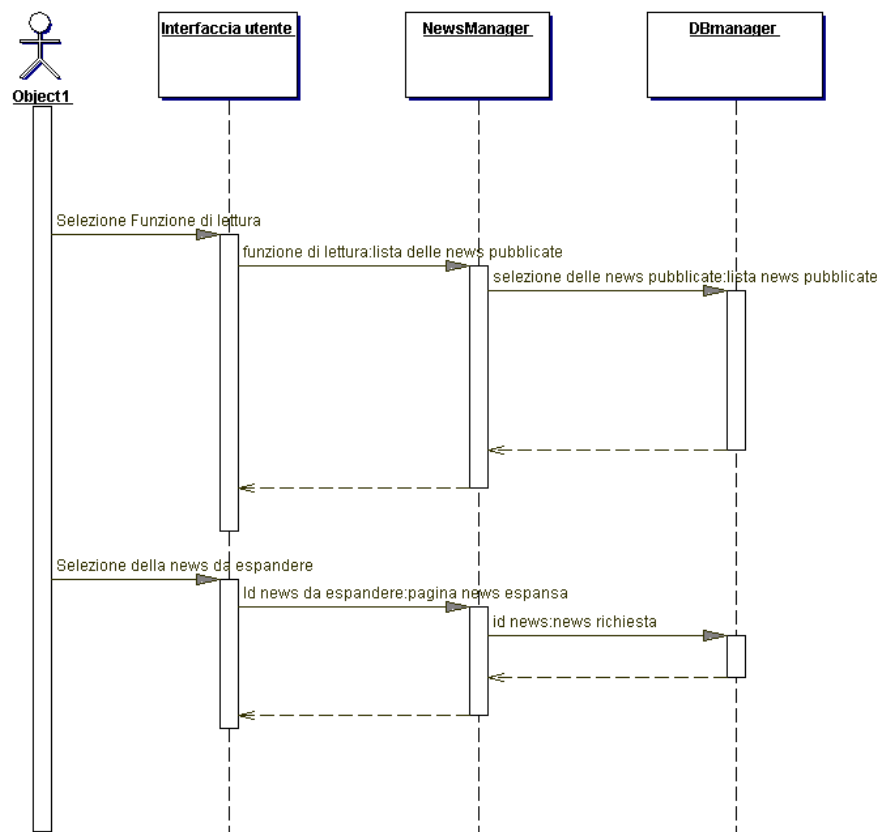 Interfaccia utente
NewsManager
DBmanager
Object1
Selezione Funzione di lettura
funzione di lettura:lista delle news pubblicate
selezione delle news pubblicate:lista news pubblicate
Selezione della news da espandere
Id news da espandere:pagina news espansa
id news:news richiesta